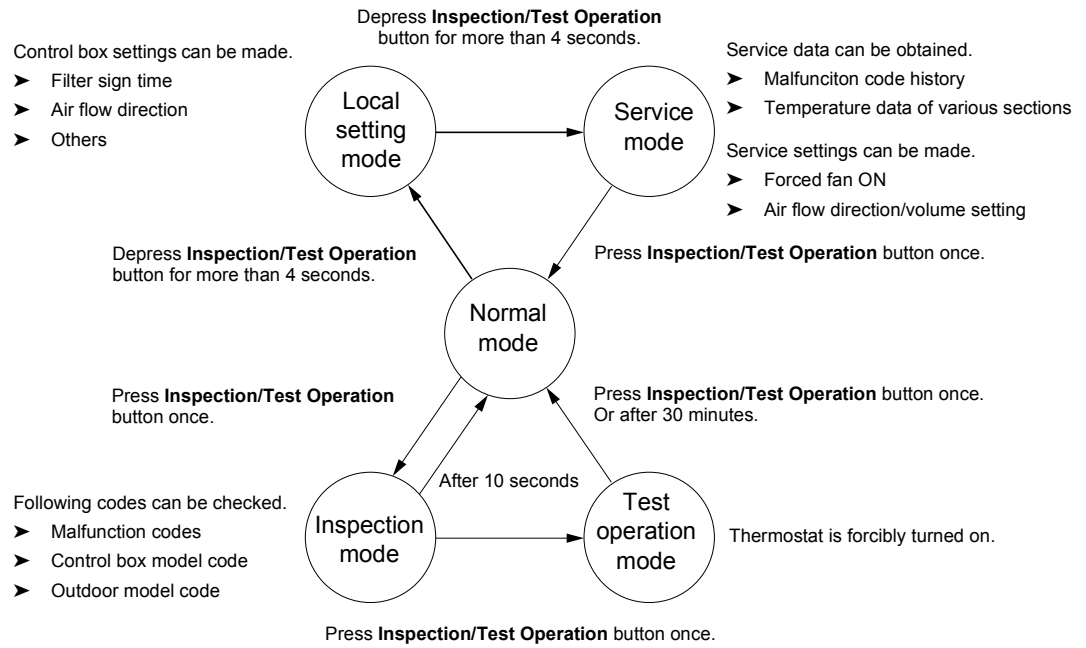 Depress Inspection/Test Operation
button for more than 4 seconds.
Control box settings can be made.
➤ Filter sign time
➤ Air flow direction
➤ Others
Local
setting
mode
Service
mode
Service data can be obtained.
➤ Malfunciton code history
➤ Temperature data of various sections
Service settings can be made.
➤ Forced fan ON
➤ Air flow direction/volume setting
Depress Inspection/Test Operation
button for more than 4 seconds.
Press Inspection/Test Operation button once.
Normal
mode
Press Inspection/Test Operation
button once.
Press Inspection/Test Operation button once.
Or after 30 minutes.
After 10 seconds
Following codes can be checked.
➤ Malfunction codes
➤ Control box model code
➤ Outdoor model code
Inspection
mode
Test
operation
mode
Thermostat is forcibly turned on.
Press Inspection/Test Operation button once.